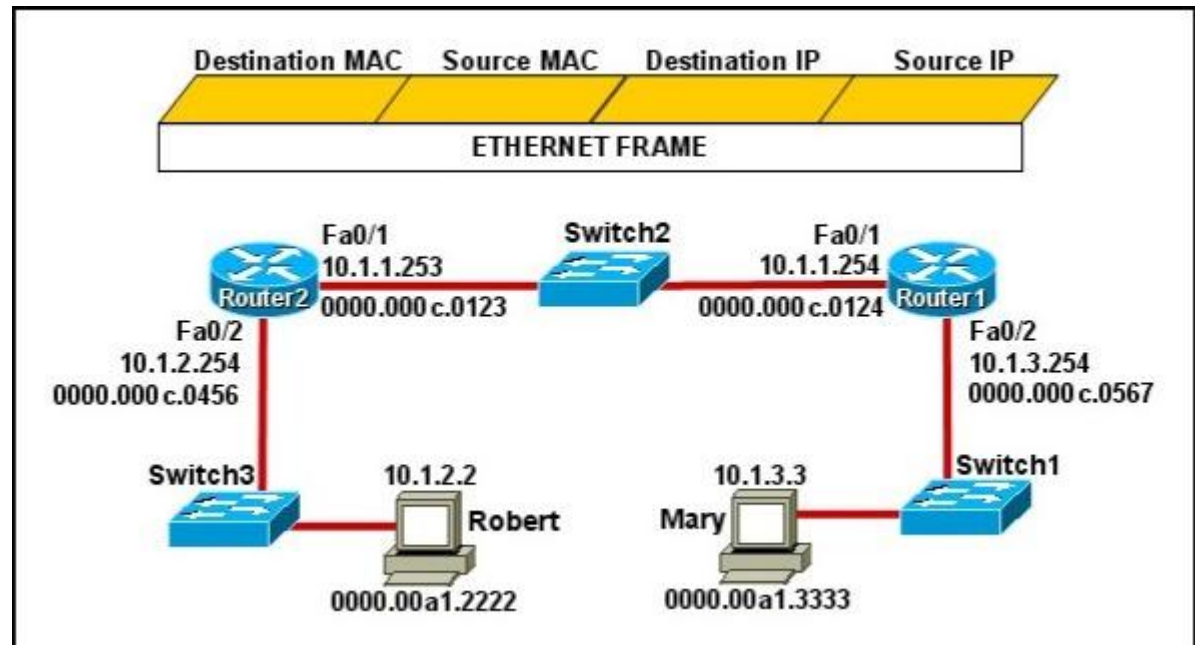 Destination MAC Source MAC Destination IP Source IP
ETHERNET FRAME
Fa0/1
10.1.1.253
0000.000c.0123
Switch2
Fa0/1
10.1.1.254
0000.000c.0124
Router2
Router1
Fa0/2
10.1.2.254
0000.000c.0456
Fa0/2
10.1.3.254
0000.000c.0567
Switch3
10.1.2.2
Robert
0000.00a1.2222
10.1.3.3
Mary
0000.00a1.3333
Switch1